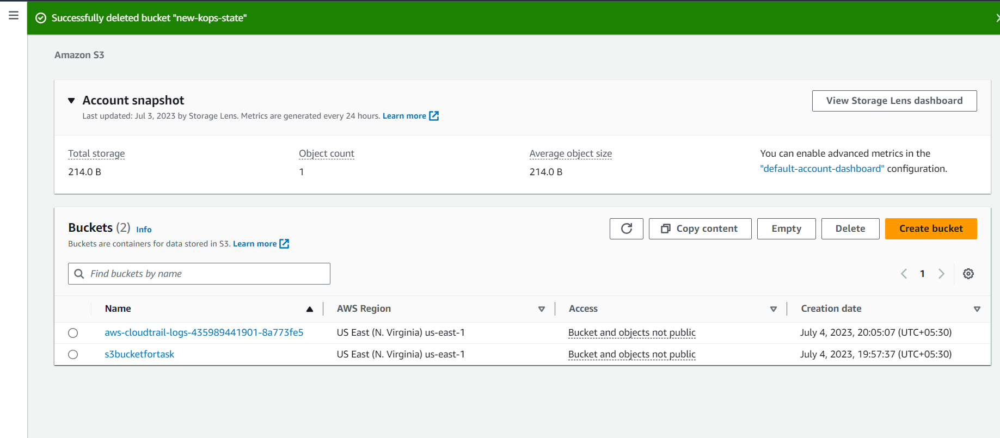 Successfully deleted bucket "new-kops-state"
Amazon S3
Account snapshot
View Storage Lens dashboard
Last updated: Jul 3, 2023 by Storage Lens. Metrics are generated every 24 hours. Learn more
Total storage
214.0 B
Object count
1
Average object size
214.0 B
You can enable advanced metrics in the
"default-account-dashboard" configuration.
Buckets (2) Info
Buckets are containers for data stored in S3. Learn more
Copy content
Empty
Delete
Create bucket
Find buckets by name
1
Name AWS Region Access Creation date
aws-cloudtrail-logs-435989441901-8a773fe5 US East (N. Virginia) us-east-1 Bucket and objects not public July 4, 2023, 20:05:07 (UTC+05:30)
s3bucketfortask US East (N. Virginia) us-east-1 Bucket and objects not public July 4, 2023, 19:57:37 (UTC+05:30)